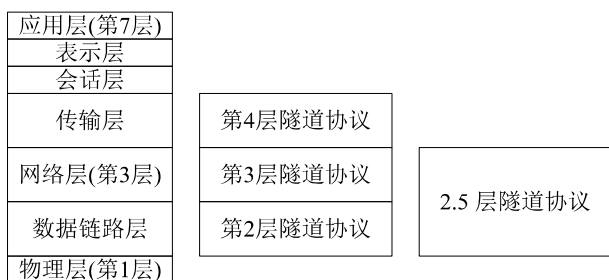 应用层(第7层)
表示层
会话层
传输层
第4层隧道协议
网络层(第3层)
第3层隧道协议
2.5 层隧道协议
数据链路层
第2层隧道协议
物理层(第1层)